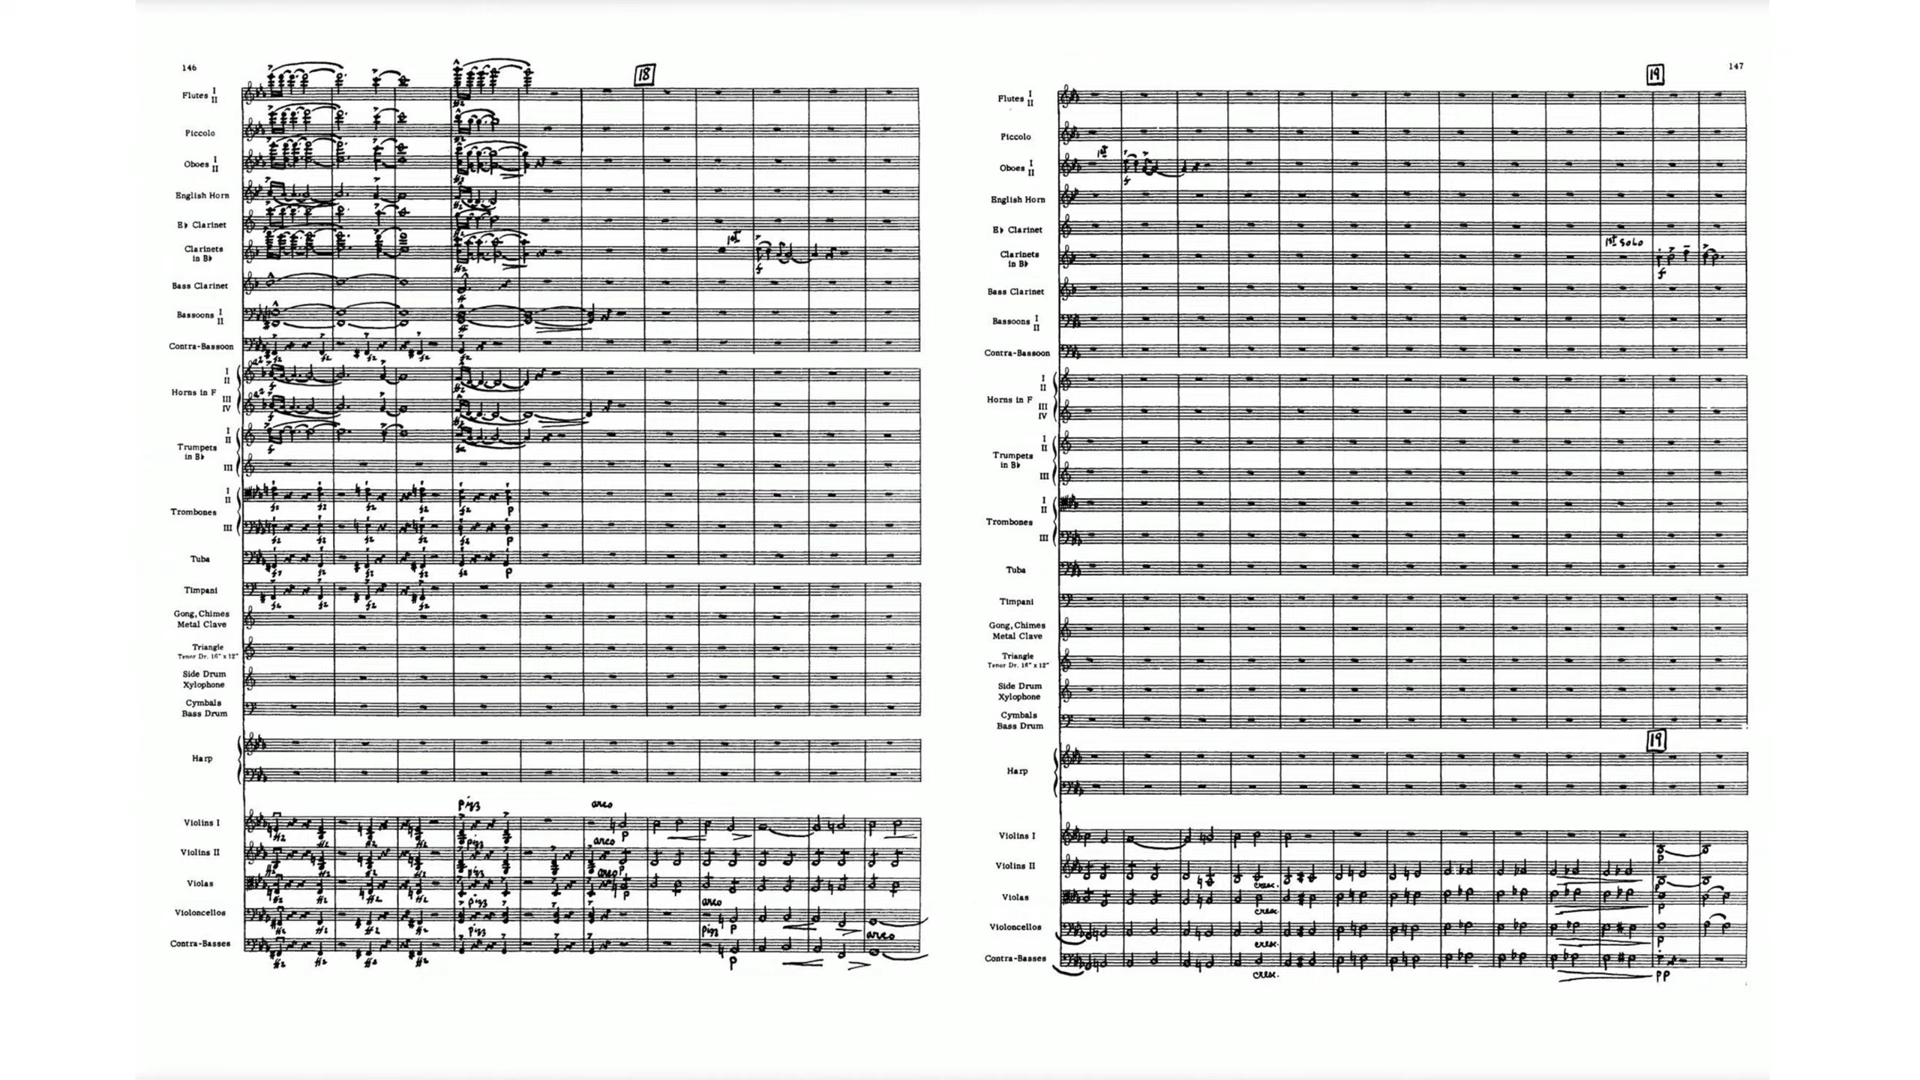 146
18
Flutes I
II
Piccolo
Oboes I
II
English Horn
E♭ Clarinet
Clarinets
in B♭
1st
Bass Clarinet
Bassoons I
II
Contra-Bassoon
Horns in F
I
II
III
IV
Trumpets
in B♭
I
II
III
Trombones
I
II
III
Tuba
Timpani
Gong, Chimes
Metal Clave
Triangle
Tenor Dr. 16" x 12"
Side Drum
Xylophone
Cymbals
Bass Drum
Harp
pizz arco
Violins I
p
pizz arco
Violins II
pizz arco p
Violas
p
pizz arco
Violoncellos
p
pizz pizz arco
Contra-Basses
p
19
147
Flutes I
II
Piccolo
1st
Oboes I
II
f
English Horn
E♭ Clarinet
1st solo
Clarinets
in B♭
f
Bass Clarinet
Bassoons I
II
Contra-Bassoon
Horns in F
I
II
III
IV
Trumpets
in B♭
I
II
III
Trombones
I
II
III
Tuba
Timpani
Gong, Chimes
Metal Clave
Triangle
Tenor Dr. 16" x 12"
Side Drum
Xylophone
Cymbals
Bass Drum
19
Harp
Violins I
p
Violins II
cresc.
Violas
cresc. p
Violoncellos
cresc. p
Contra-Basses
cresc. pp